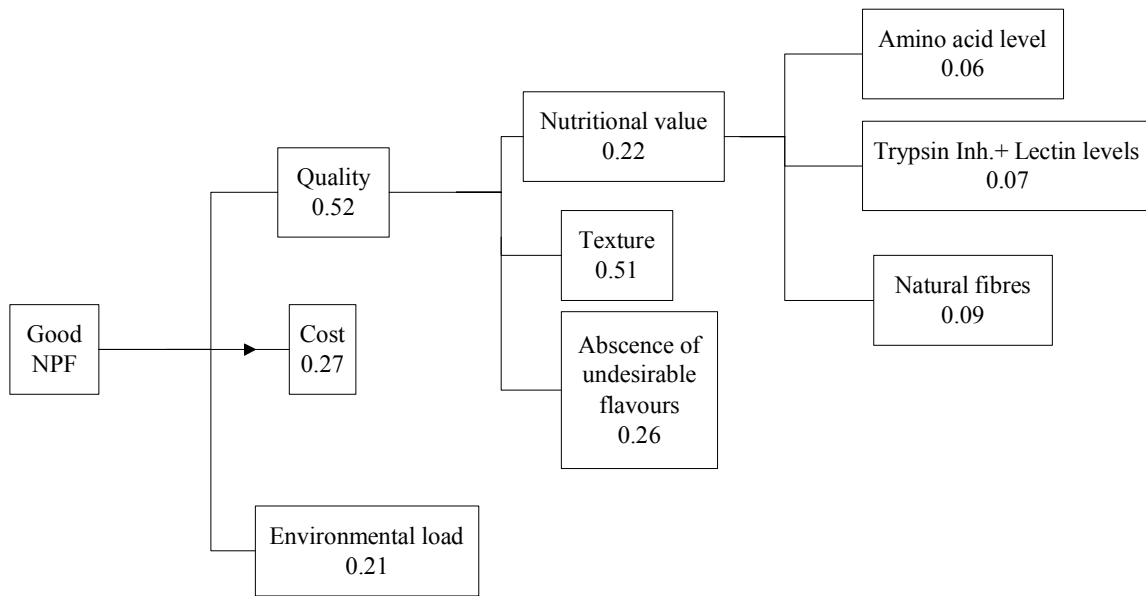 Good
NPF
Quality
0.52
Cost
0.27
Environmental load
0.21
Nutritional value
0.22
Texture
0.51
Abscence of
undesirable
flavours
0.26
Amino acid level
0.06
Trypsin Inh.+ Lectin levels
0.07
Natural fibres
0.09